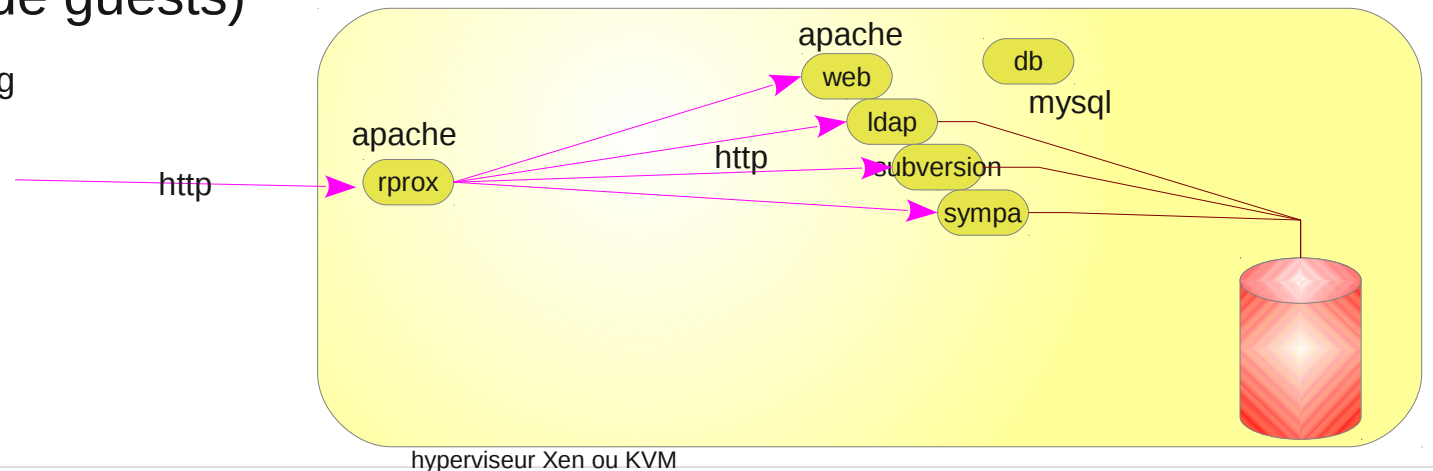 de guests)
g
apache
web
db
mysql
ldap
apache
http
subversion
http
rprox
sympa
hyperviseur Xen ou KVM